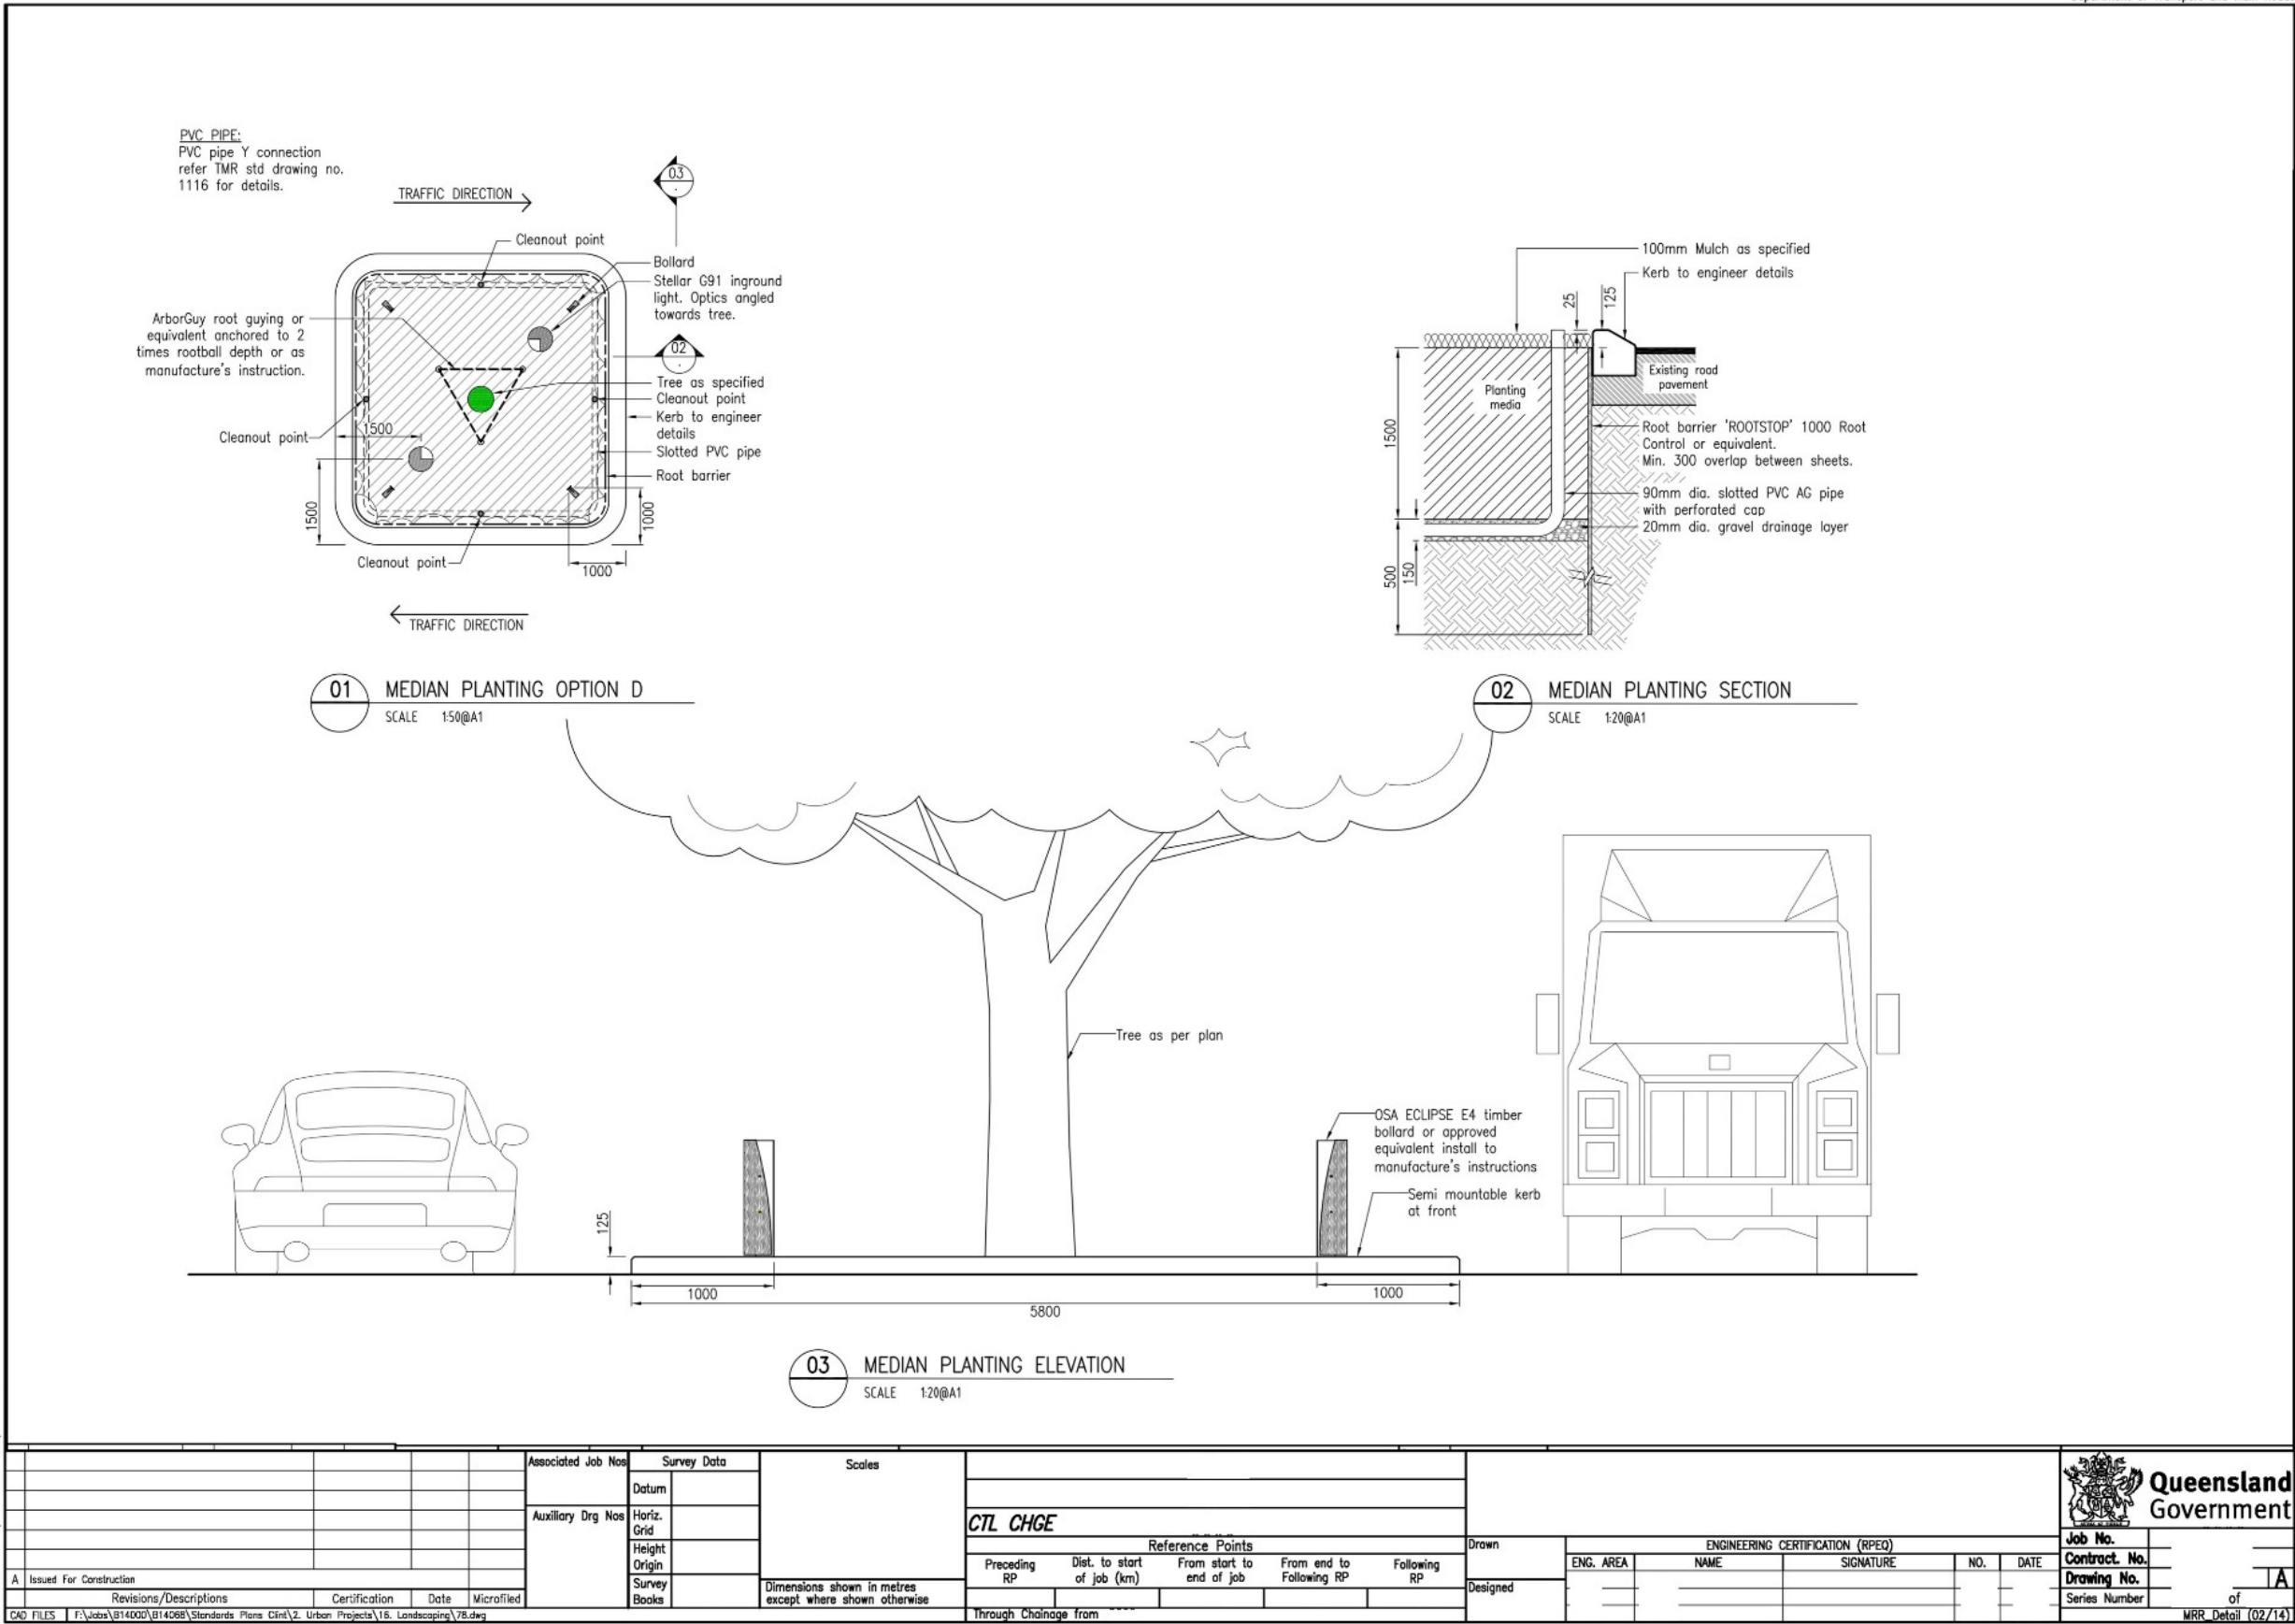 PVC PIPE:
PVC pipe Y connection
refer TMR std drawing no.
1116 for details.
TRAFFIC DIRECTION
03
Cleanout point
Bollard
Stellar G91 inground
light. Optics angled
towards tree.
ArborGuy root guying or
equivalent anchored to 2
times rootball depth or as
manufacture's instruction.
02
Tree as specified
Cleanout point
Kerb to engineer
details
Slotted PVC pipe
Root barrier
Cleanout point
1500
1500
1000
1000
Cleanout point
TRAFFIC DIRECTION
01 MEDIAN PLANTING OPTION D
SCALE 1:50@A1
100mm Mulch as specified
Kerb to engineer details
25
125
Existing road
pavement
Planting
media
1500
Root barrier 'ROOTSTOP' 1000 Root
Control or equivalent.
Min. 300 overlap between sheets.
90mm dia. slotted PVC AG pipe
with perforated cap
20mm dia. gravel drainage layer
500
150
02 MEDIAN PLANTING SECTION
SCALE 1:20@A1
Tree as per plan
OSA ECLIPSE E4 timber
bollard or approved
equivalent install to
manufacture's instructions
Semi mountable kerb
at front
125
1000
1000
5800
03 MEDIAN PLANTING ELEVATION
SCALE 1:20@A1
A Issued For Construction
Revisions/Descriptions Certification Date Microfiled
CAD FILES F:\Jobs\B14000\B14068\Standards Plans Clint\2. Urban Projects\16. Landscaping\78.dwg
Associated Job Nos
Auxiliary Drg Nos
Survey Data
Datum
Horiz.
Grid
Height
Origin
Survey
Books
Scales
Dimensions shown in metres
except where shown otherwise
CTL CHGE
Reference Points
Preceding
RP
Dist. to start
of job (km)
From start to
end of job
From end to
Following RP
Following
RP
Through Chainage from
Drawn
Designed
ENGINEERING CERTIFICATION (RPEQ)
ENG. AREA NAME SIGNATURE NO. DATE
Queensland
Government
Job No.
Contract. No.
Drawing No. A
Series Number of
MRR_Detail (02/14)